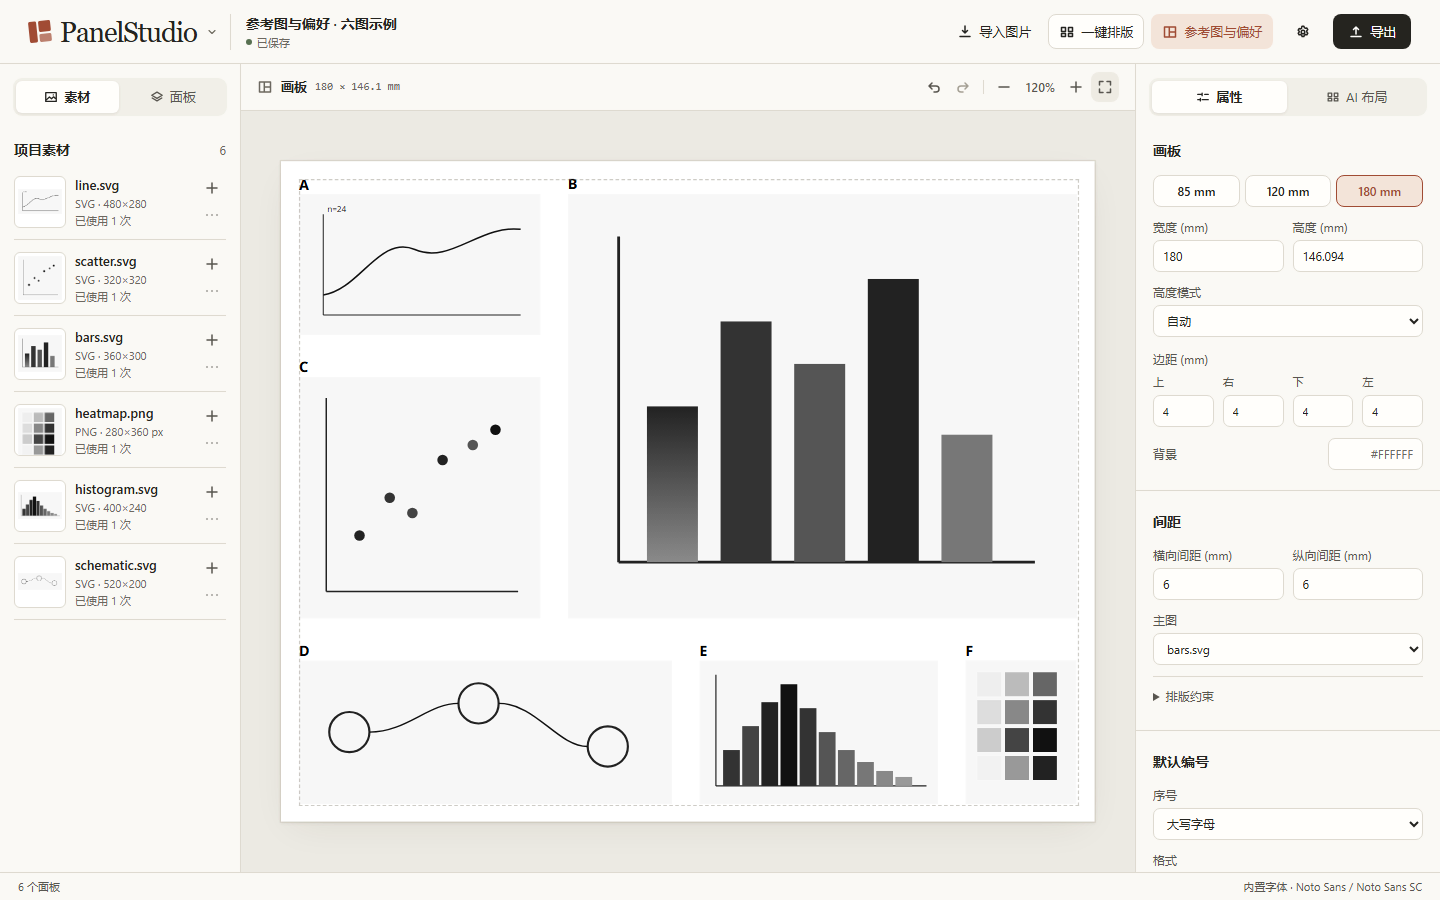 PanelStudio
参考图与偏好 · 六图示例
已保存
导入图片
一键排版
参考图与偏好
导出
素材
面板
画板 180 × 146.1 mm
120%
属性
AI 布局
项目素材 6
line.svg
SVG · 480×280
已使用 1 次
scatter.svg
SVG · 320×320
已使用 1 次
bars.svg
SVG · 360×300
已使用 1 次
heatmap.png
PNG · 280×360 px
已使用 1 次
histogram.svg
SVG · 400×240
已使用 1 次
schematic.svg
SVG · 520×200
已使用 1 次
A
n=24
B
C
D
E
F
画板
85 mm
120 mm
180 mm
宽度 (mm)
高度 (mm)
180
146.094
高度模式
自动
边距 (mm)
上
右
下
左
4
4
4
4
背景
#FFFFFF
间距
横向间距 (mm)
纵向间距 (mm)
6
6
主图
bars.svg
排版约束
默认编号
序号
大写字母
格式
6 个面板
内置字体 · Noto Sans / Noto Sans SC